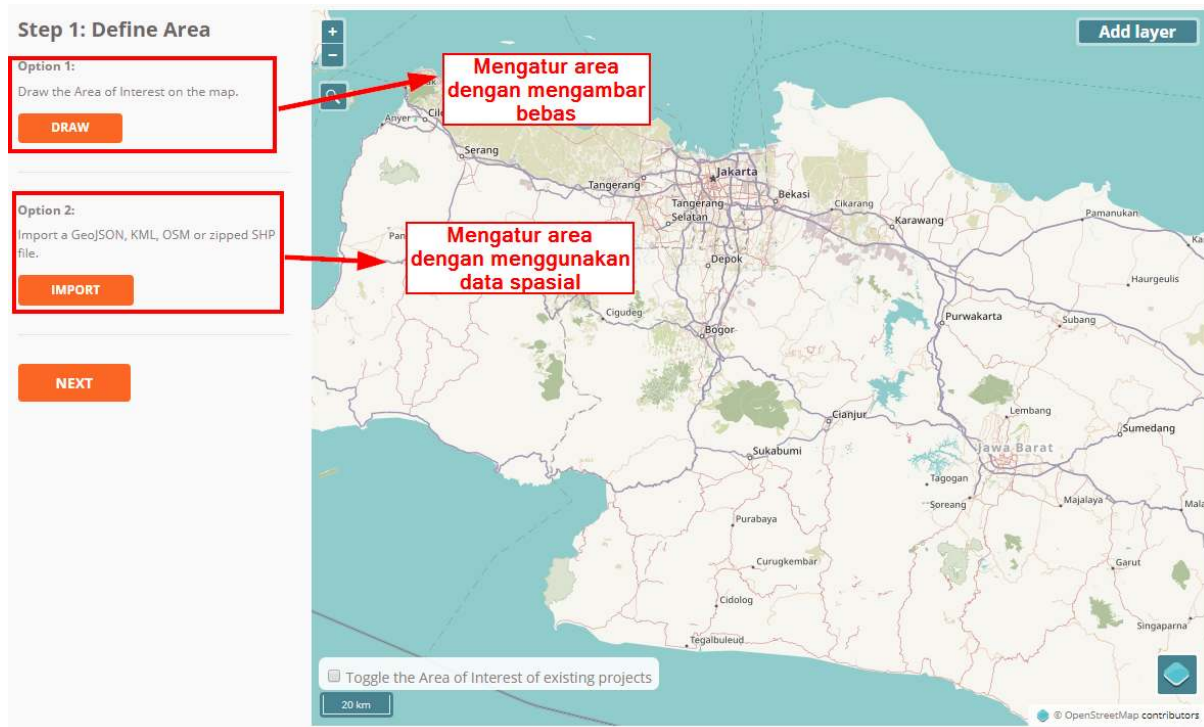 Step 1: Define Area
Option 1:
Draw the Area of Interest on the map.
DRAW
Option 2:
Import a GeoJSON, KML, OSM or zipped SHP
file.
IMPORT
NEXT
+
−
Add layer
Mengatur area
dengan mengambar
bebas
Mengatur area
dengan menggunakan
data spasial
Anyer
Serang
Jakarta
Tangerang
Bekasi
Cikarang
Tangerang
Selatan
Karawang
Pamanukan
Depok
Haurgeulis
Cigudeg
Purwakarta
Subang
Bogor
Lembang
Cianjur
Sumedang
Jawa Barat
Sukabumi
Tagogan
Soreang
Majalaya
Purabaya
Curugkembar
Garut
Cidolog
Singaparna
Tegalbuleud
Toggle the Area of Interest of existing projects
20 km
© OpenStreetMap contributors